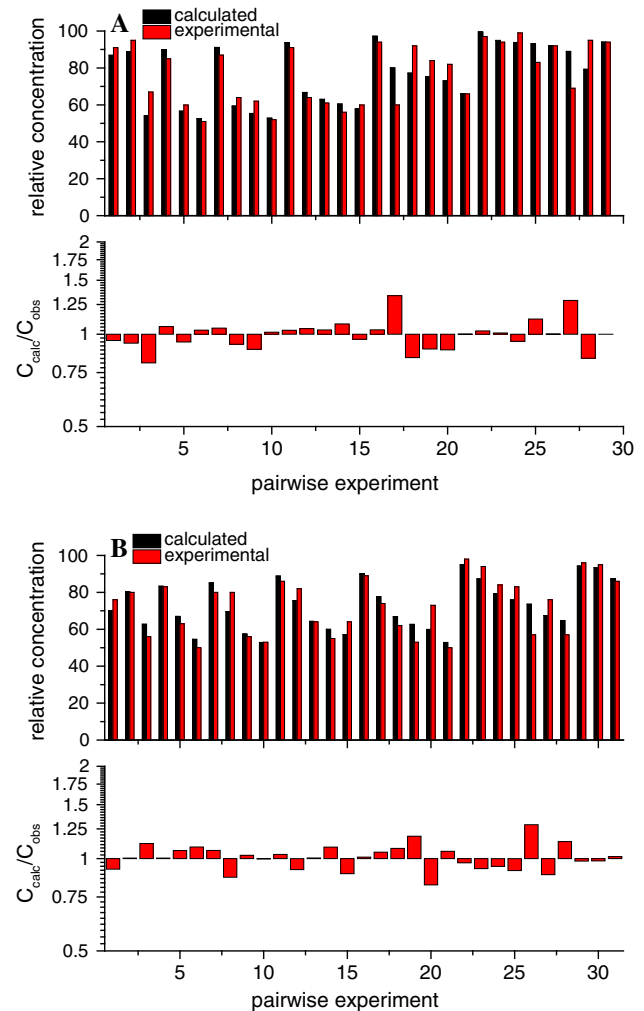 A
calculated
experimental
relative concentration
100
80
60
40
20
0
C_calc/C_obs
2
1.75
1.5
1.25
1
0.75
0.5
5 10 15 20 25 30
pairwise experiment
B
calculated
experimental
relative concentration
100
80
60
40
20
0
C_calc/C_obs
2
1.75
1.5
1.25
1
0.75
0.5
5 10 15 20 25 30
pairwise experiment